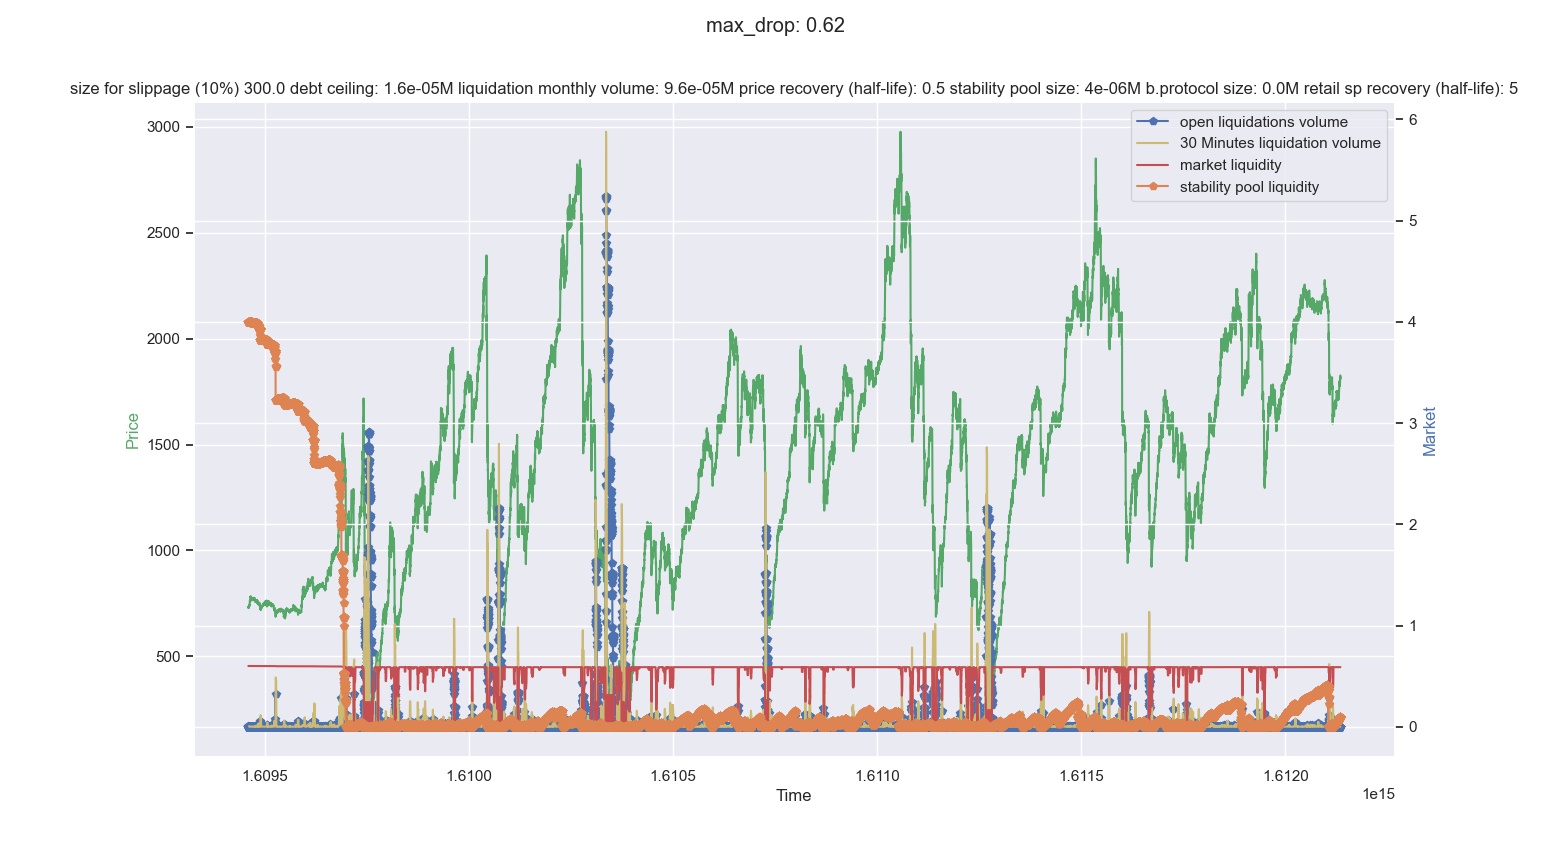 max_drop: 0.62
size for slippage (10%) 300.0 debt ceiling: 1.6e-05M liquidation monthly volume: 9.6e-05M price recovery (half-life): 0.5 stability pool size: 4e-06M b.protocol size: 0.0M retail sp recovery (half-life): 5
open liquidations volume
30 Minutes liquidation volume
market liquidity
stability pool liquidity
3000
2500
2000
1500
1000
500
Price
6
5
4
3
2
1
0
Market
1.6095
1.6100
1.6105
1.6110
1.6115
1.6120
1e15
Time